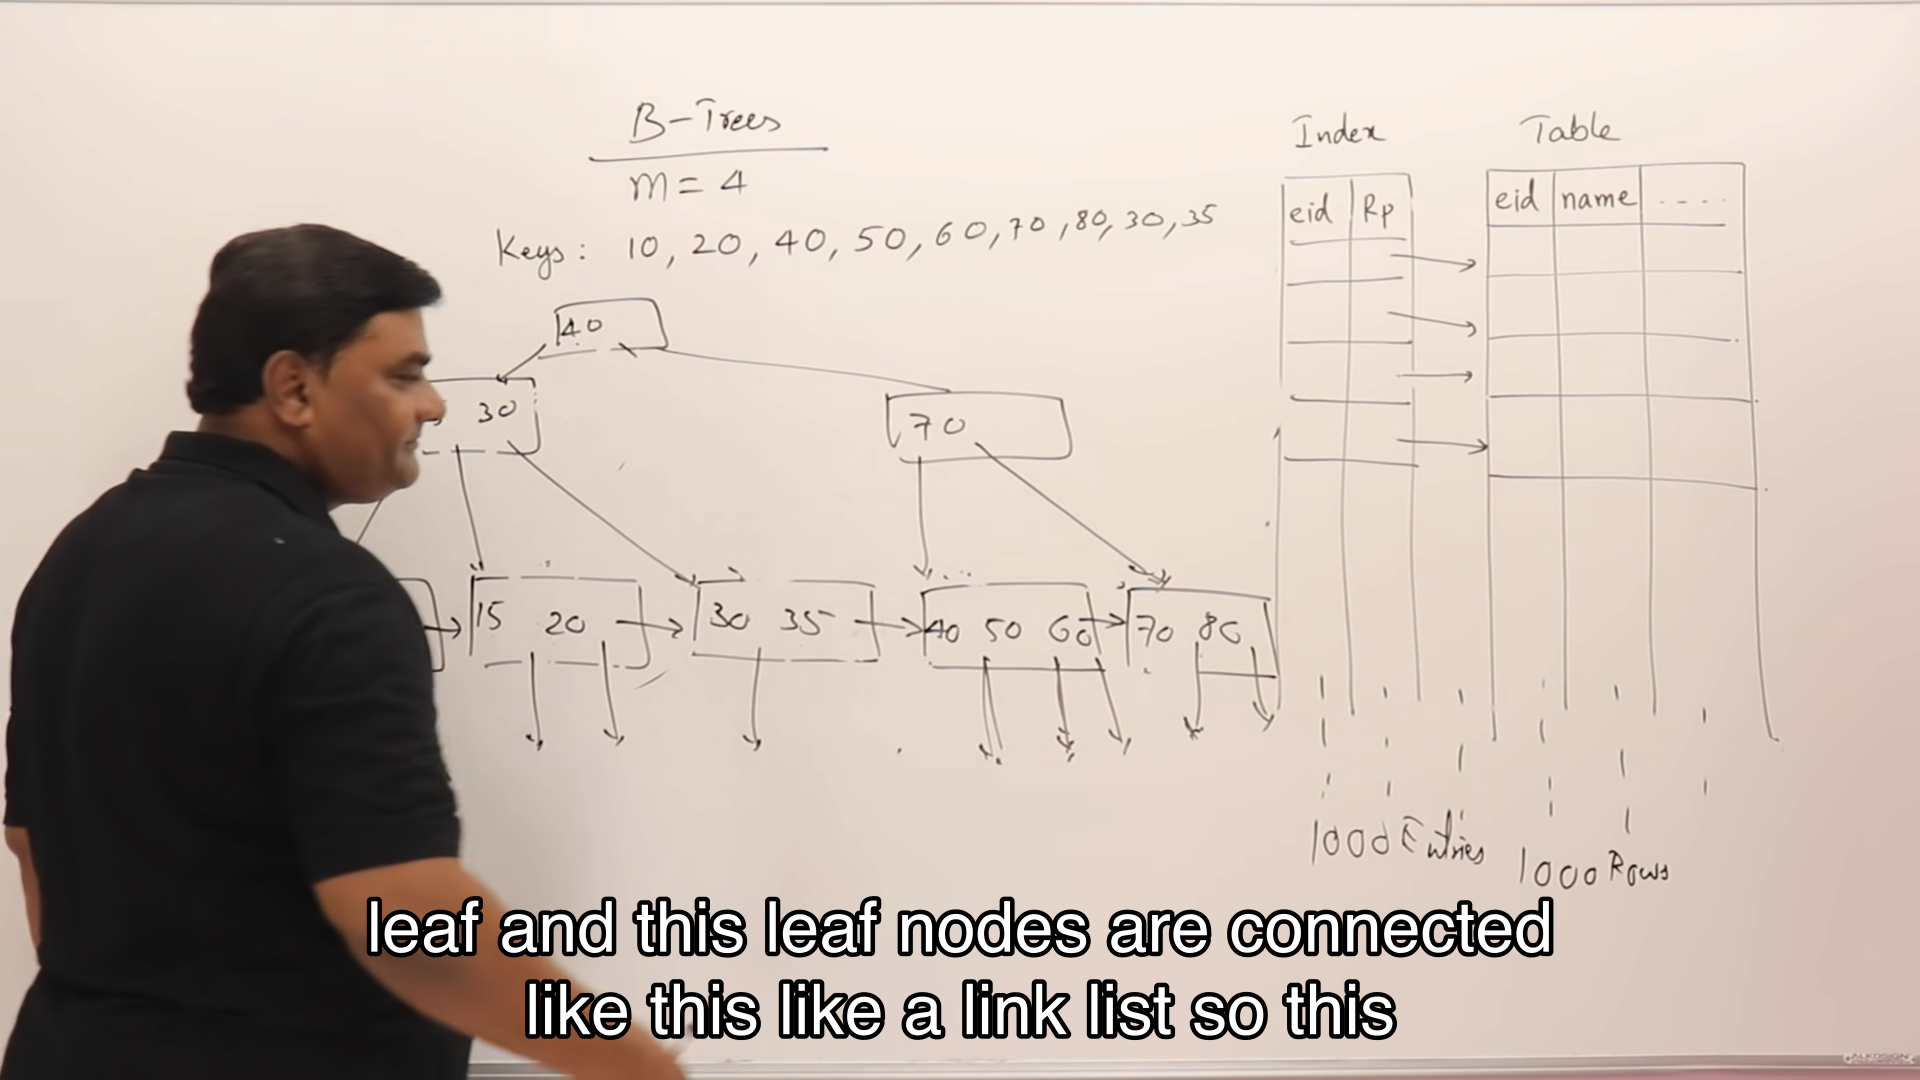 B-Trees
m = 4
Keys: 10, 20, 40, 50, 60, 70, 80, 30, 35
40
30
70
15 20
30 35
40 50 60
70 80
Index
eid Rp
1000 Entries
Table
eid name ....
1000 Rows
leaf and this leaf nodes are connected
like this like a link list so this